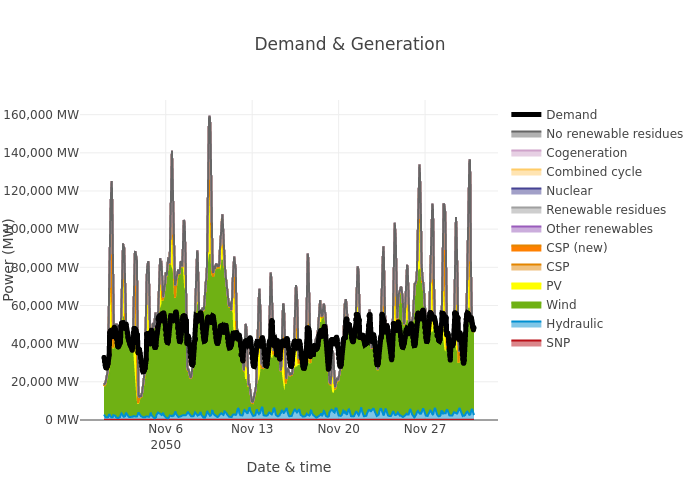 Demand & Generation
160,000 MW
140,000 MW
120,000 MW
100,000 MW
80,000 MW
60,000 MW
40,000 MW
20,000 MW
0 MW
Power (MW)
Nov 6
2050
Nov 13
Nov 20
Nov 27
Date & time
Demand
No renewable residues
Cogeneration
Combined cycle
Nuclear
Renewable residues
Other renewables
CSP (new)
CSP
PV
Wind
Hydraulic
SNP